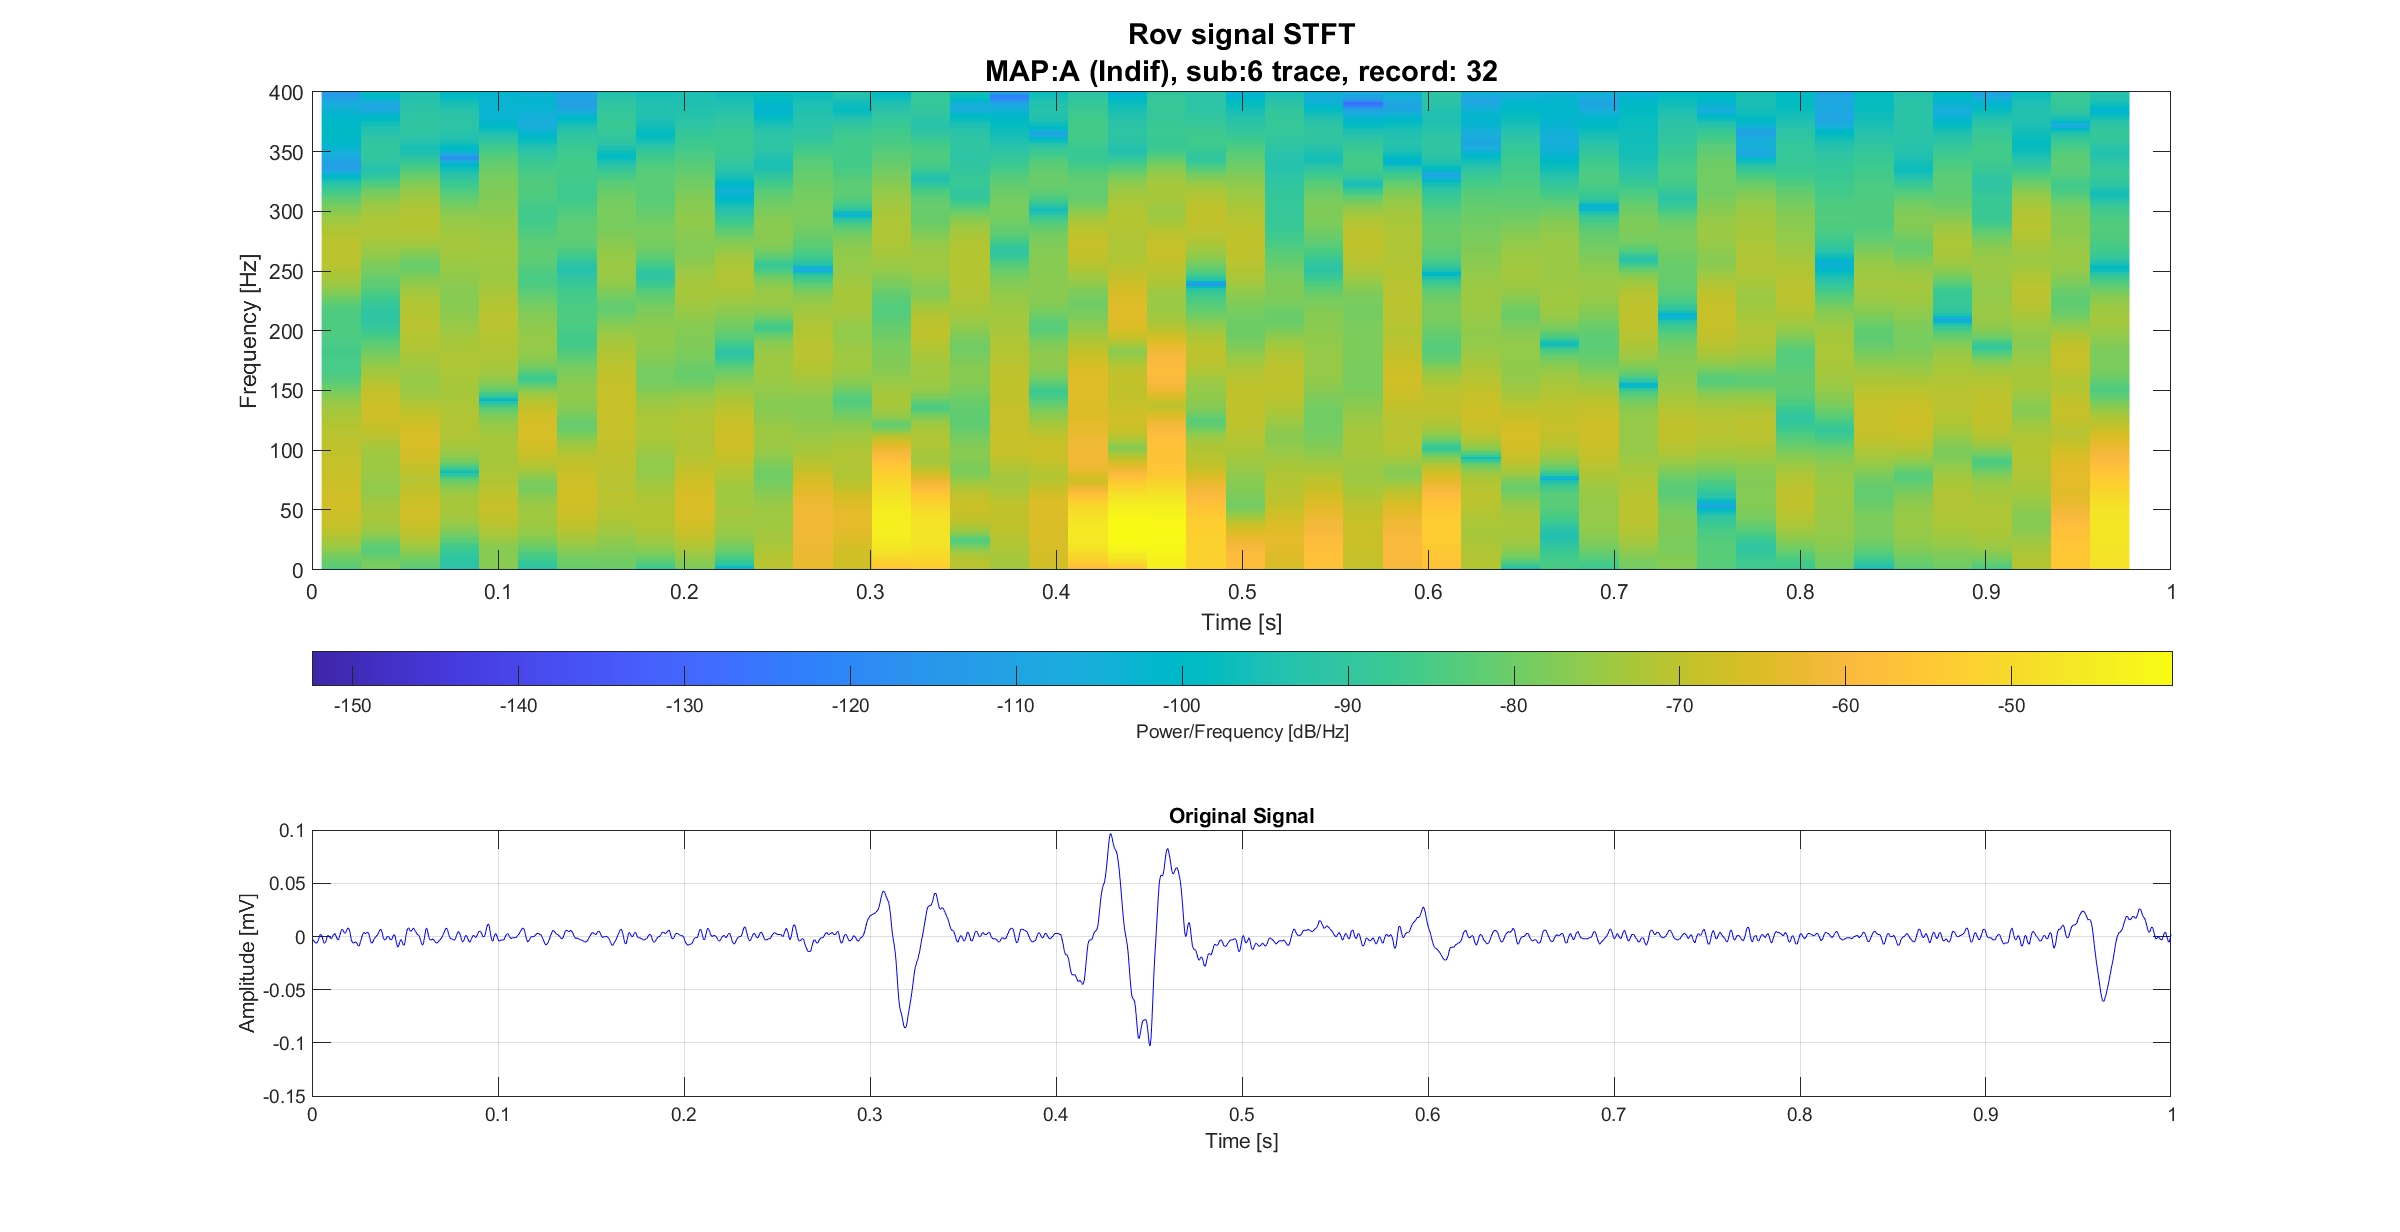 Rov signal STFT
MAP:A (Indif), sub:6 trace, record: 32
400
350
300
250
200
150
100
50
0
Frequency [Hz]
0 0.1 0.2 0.3 0.4 0.5 0.6 0.7 0.8 0.9 1
Time [s]
-150 -140 -130 -120 -110 -100 -90 -80 -70 -60 -50
Power/Frequency [dB/Hz]
Original Signal
0.1
0.05
0
-0.05
-0.1
-0.15
Amplitude [mV]
0 0.1 0.2 0.3 0.4 0.5 0.6 0.7 0.8 0.9 1
Time [s]